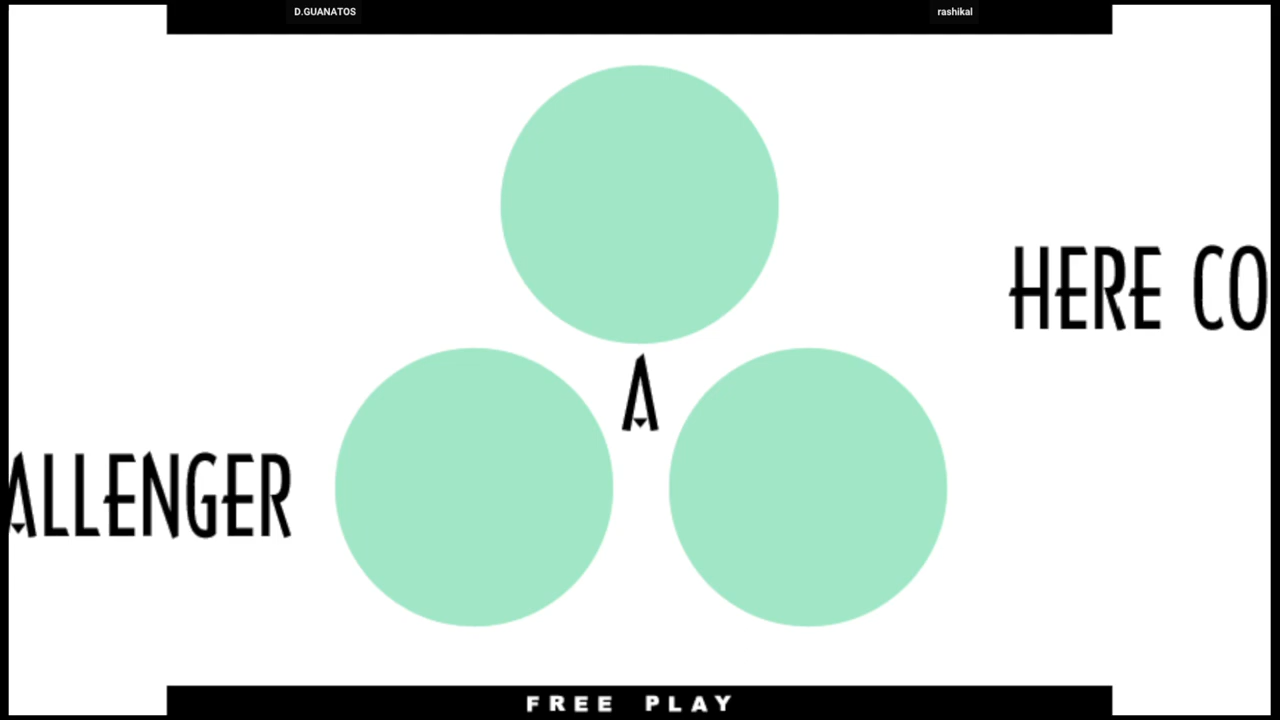 D.GUANATOS
rashikal
HERE CO
A
ALLENGER
FREE PLAY